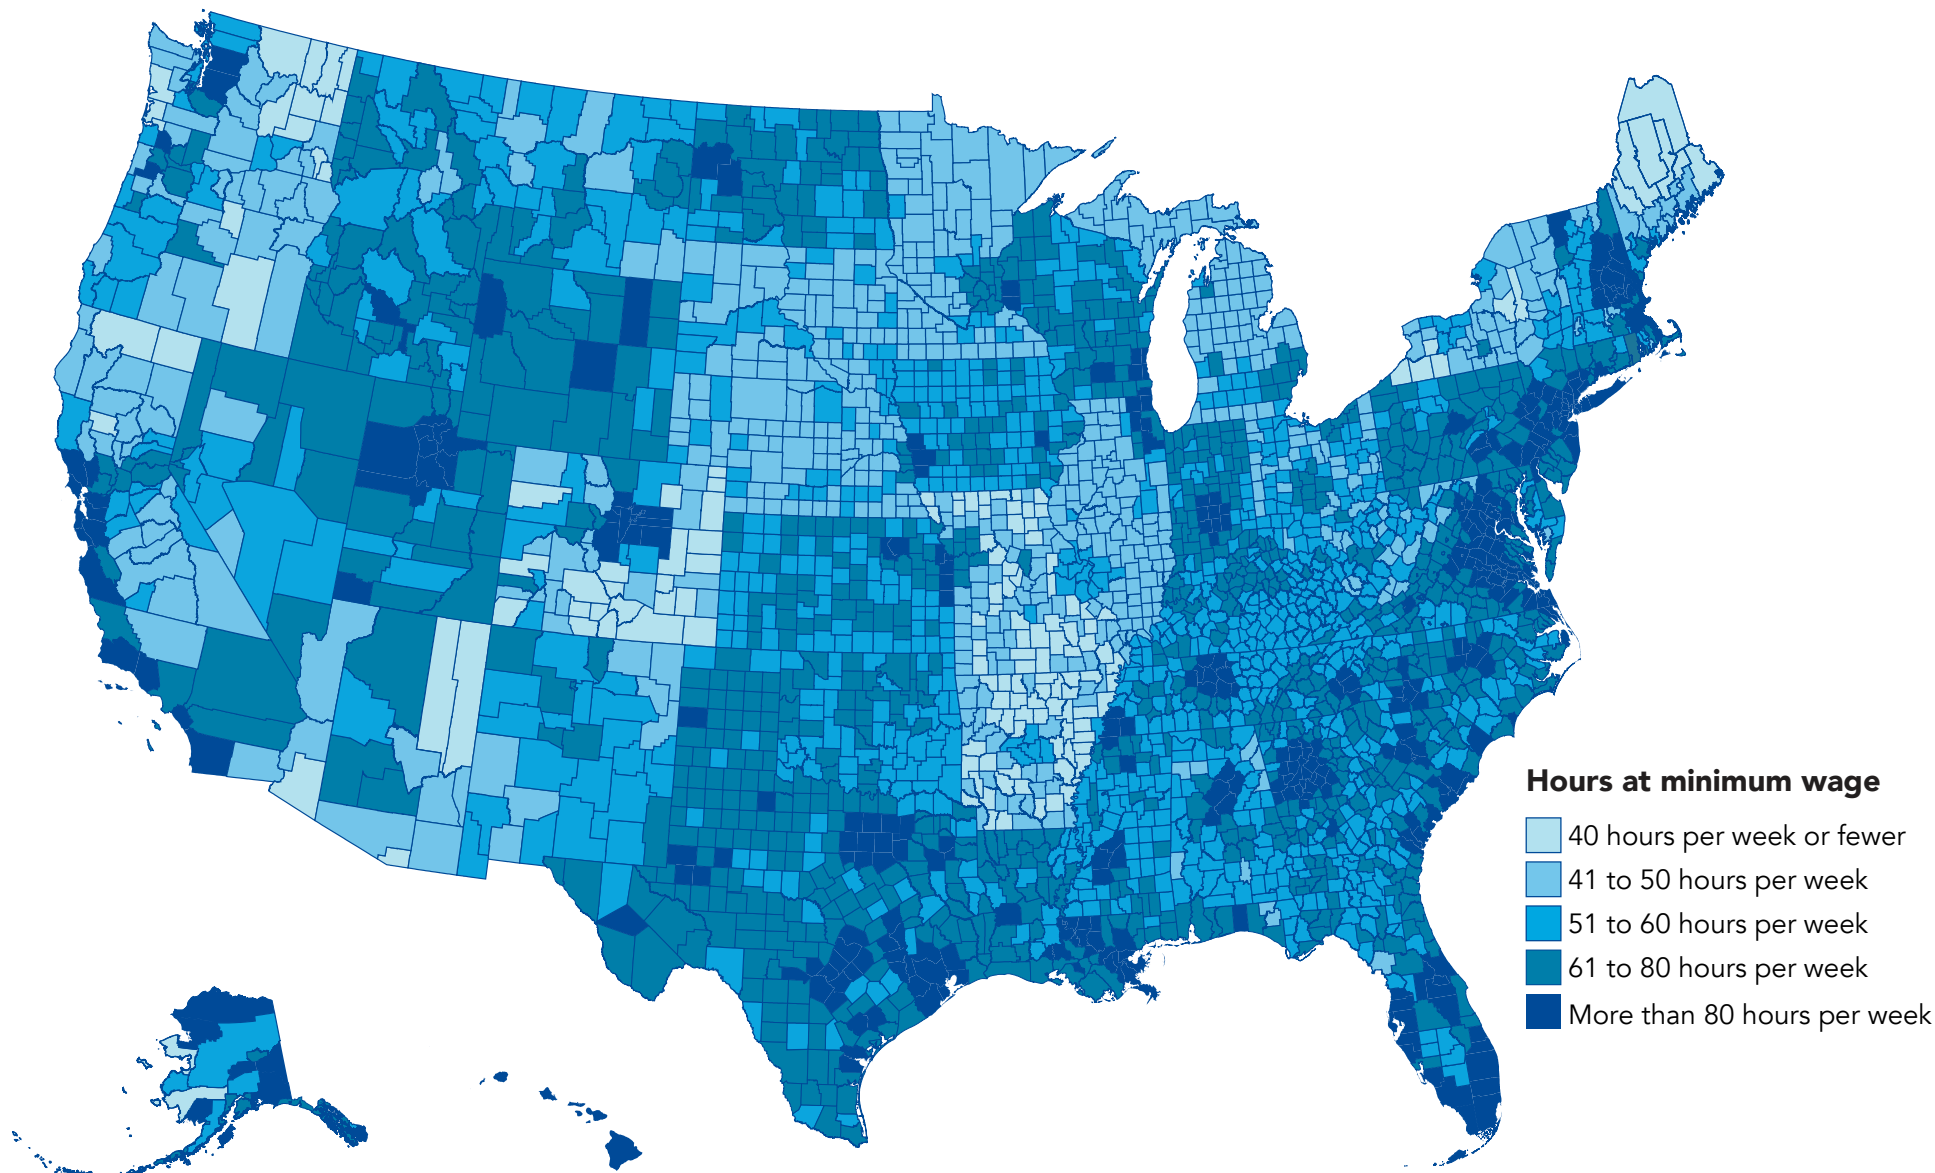 Hours at minimum wage
40 hours per week or fewer
41 to 50 hours per week
51 to 60 hours per week
61 to 80 hours per week
More than 80 hours per week